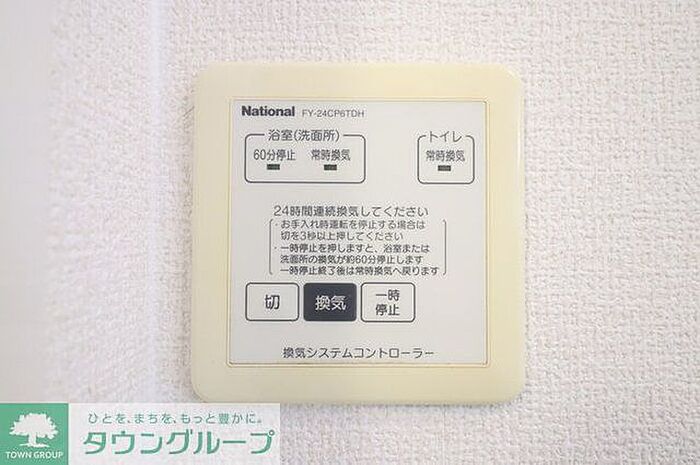 National FY-24CP6TDH
浴室(洗面所)
60分停止 常時換気
トイレ
常時換気
24時間連続換気してください
・お手入れ時運転を停止する場合は
切を3秒以上押してください
・一時停止を押しますと、浴室または
洗面所の換気が約60分停止します
一時停止終了後は常時換気へ戻ります
切
換気
一時
停止
換気システムコントローラー
ひとを、まちを、もっと豊かに。
タウングループ
TOWN GROUP